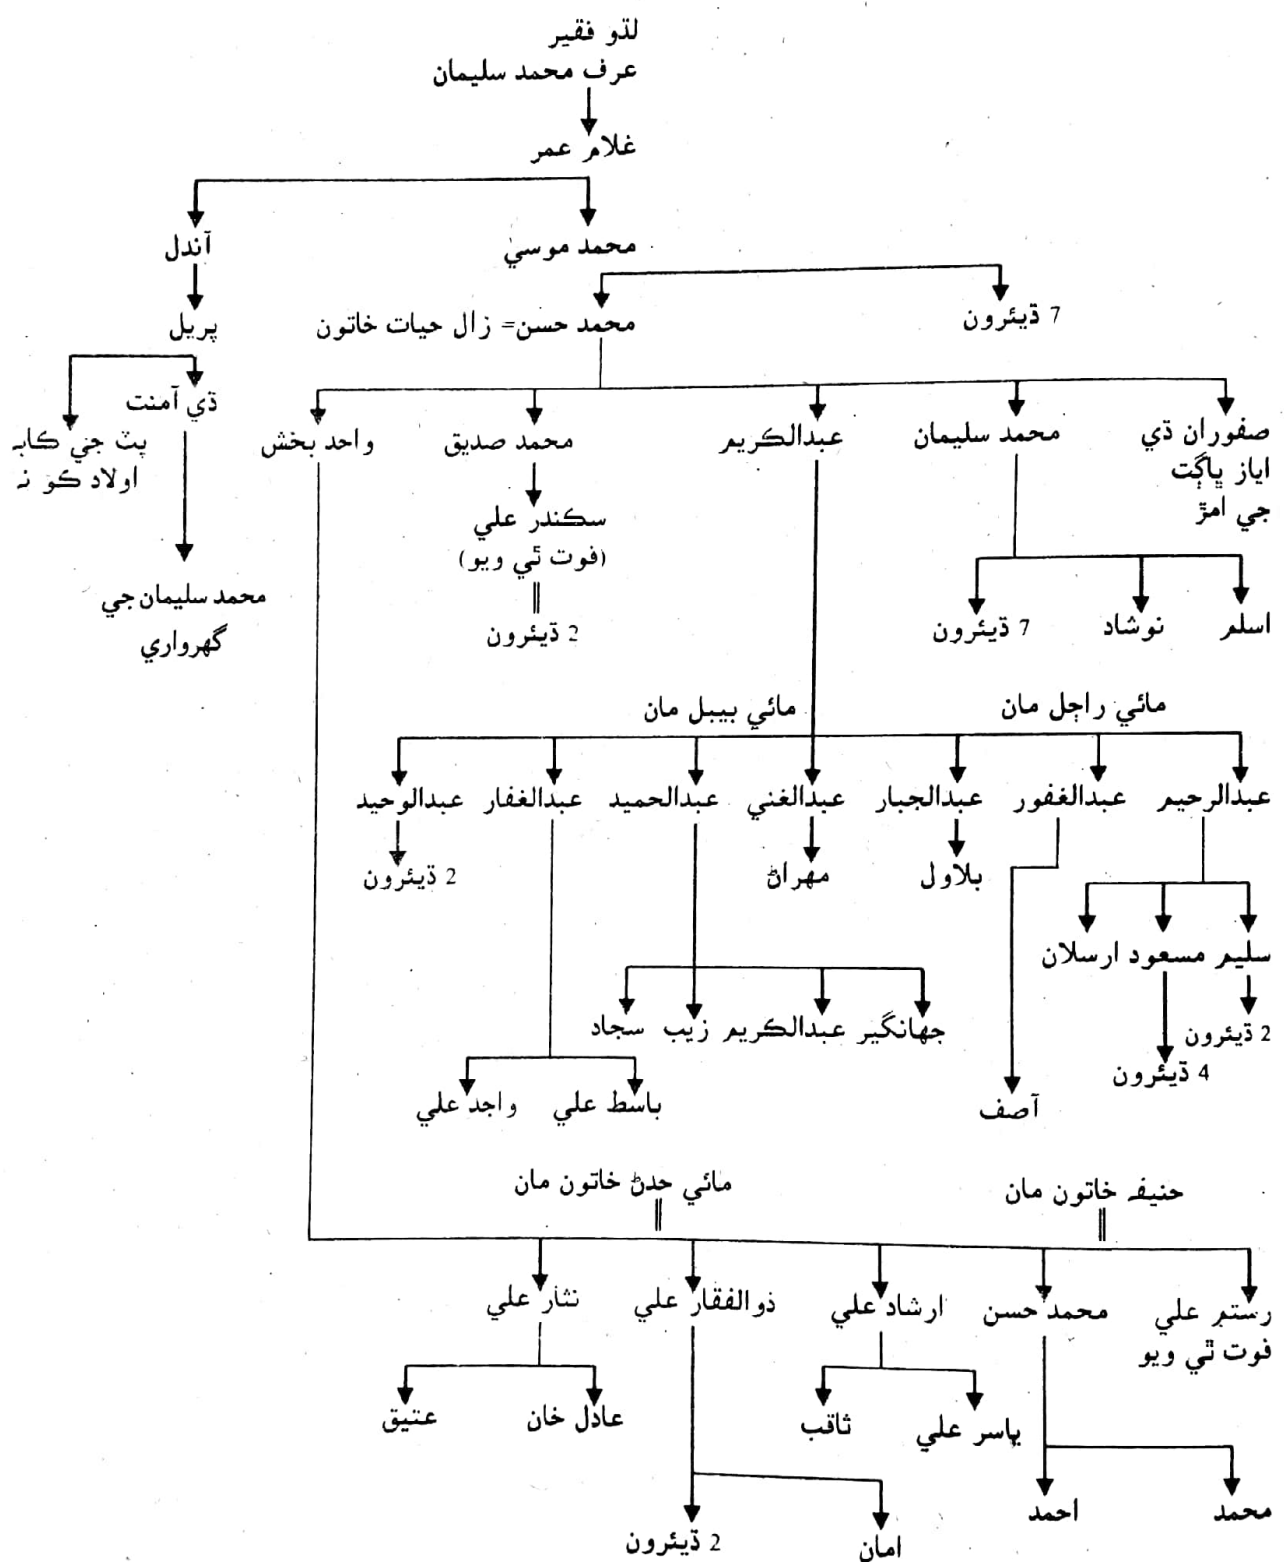 لڌو فقير
عرف محمد سليمان
غلام عمر
محمد موسيٰ
آندل
7 ڌيئرون
محمد حسن= زال حيات خاتون
پريل
ڌي آمنت
پٽ جي ڪابہ
اولاد ڪو نہ
محمد سليمان جي
گهرواري
صفوران ڌي
اياز ڀاڳت
جي امڙ
محمد سليمان
عبدالڪريم
محمد صديق
واحد بخش
سڪندر علي
(فوت ٿي ويو)
2 ڌيئرون
اسلم
نوشاد
7 ڌيئرون
مائي راڄل مان
مائي بيبل مان
عبدالرحيم
عبدالغفور
عبدالجبار
عبدالغني
عبدالحميد
عبدالغفار
عبدالوحيد
بلاول
مهراڻ
2 ڌيئرون
سليم مسعود ارسلان
2 ڌيئرون
4 ڌيئرون
جهانگير عبدالڪريم زيب سجاد
آصف
باسط علي
واجد علي
حنيفہ خاتون مان
مائي حدڻ خاتون مان
رستم علي
فوت ٿي ويو
محمد حسن
ارشاد علي
ذوالفقار علي
نثار علي
ياسر علي
ثاقب
عادل خان
عتيق
محمد
احمد
امان
2 ڌيئرون